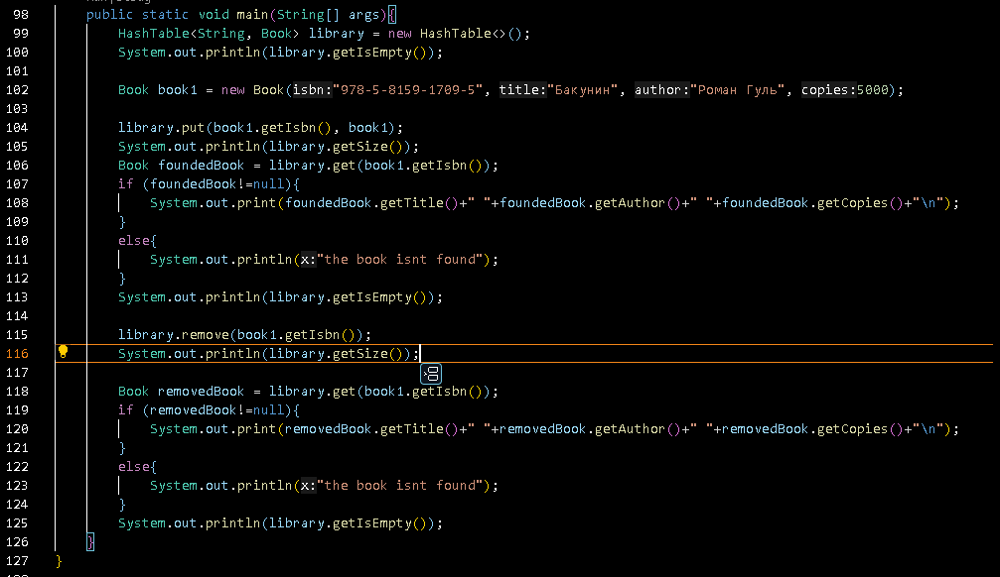 98 public static void main(String[] args){
99 HashTable<String, Book> library = new HashTable<>();
100 System.out.println(library.getIsEmpty());
101
102 Book book1 = new Book(isbn:"978-5-8159-1709-5", title:"Бакунин", author:"Роман Гуль", copies:5000);
103
104 library.put(book1.getIsbn(), book1);
105 System.out.println(library.getSize());
106 Book foundedBook = library.get(book1.getIsbn());
107 if (foundedBook!=null){
108 System.out.print(foundedBook.getTitle()+" "+foundedBook.getAuthor()+" "+foundedBook.getCopies()+"\n");
109 }
110 else{
111 System.out.println(x:"the book isnt found");
112 }
113 System.out.println(library.getIsEmpty());
114
115 library.remove(book1.getIsbn());
116 System.out.println(library.getSize());
117
118 Book removedBook = library.get(book1.getIsbn());
119 if (removedBook!=null){
120 System.out.print(removedBook.getTitle()+" "+removedBook.getAuthor()+" "+removedBook.getCopies()+"\n");
121 }
122 else{
123 System.out.println(x:"the book isnt found");
124 }
125 System.out.println(library.getIsEmpty());
126 }
127 }